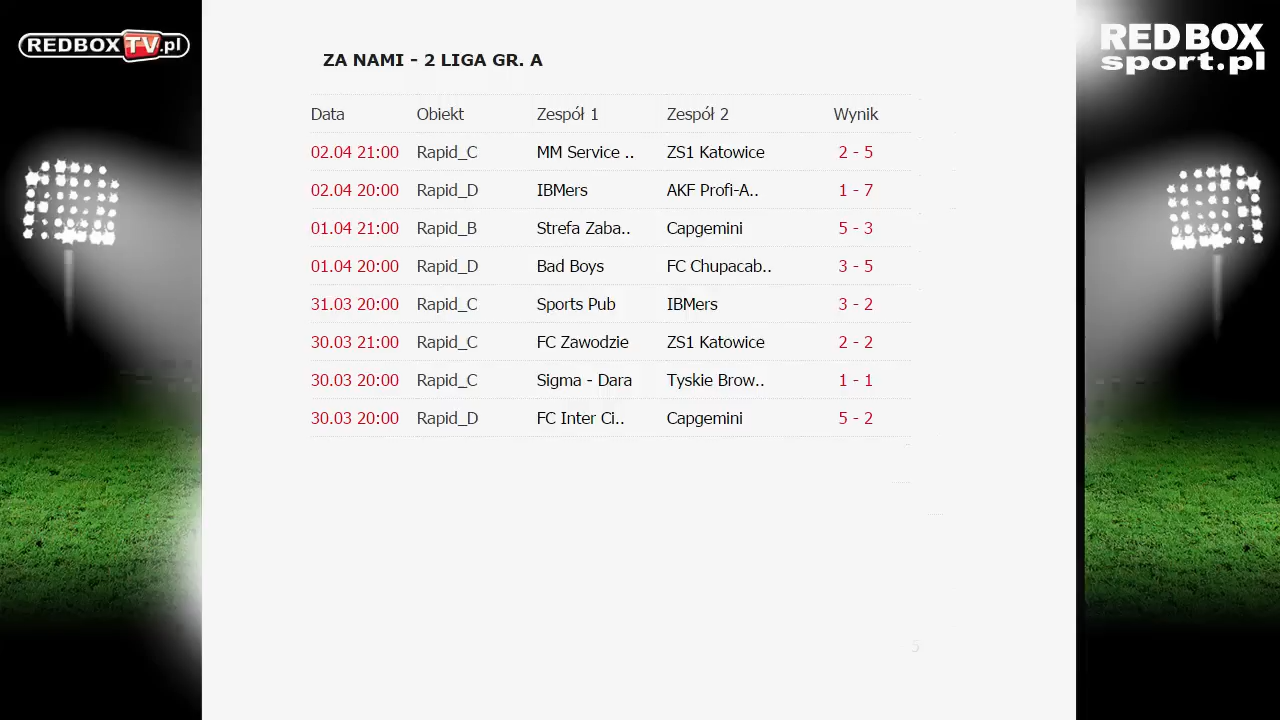 REDBOX TV.pl
RED BOX
sport.pl
ZA NAMI - 2 LIGA GR. A
Data Obiekt Zespół 1 Zespół 2 Wynik
02.04 21:00 Rapid_C MM Service .. ZS1 Katowice 2 - 5
02.04 20:00 Rapid_D IBMers AKF Profi-A.. 1 - 7
01.04 21:00 Rapid_B Strefa Zaba.. Capgemini 5 - 3
01.04 20:00 Rapid_D Bad Boys FC Chupacab.. 3 - 5
31.03 20:00 Rapid_C Sports Pub IBMers 3 - 2
30.03 21:00 Rapid_C FC Zawodzie ZS1 Katowice 2 - 2
30.03 20:00 Rapid_C Sigma - Dara Tyskie Brow.. 1 - 1
30.03 20:00 Rapid_D FC Inter Ci.. Capgemini 5 - 2
5